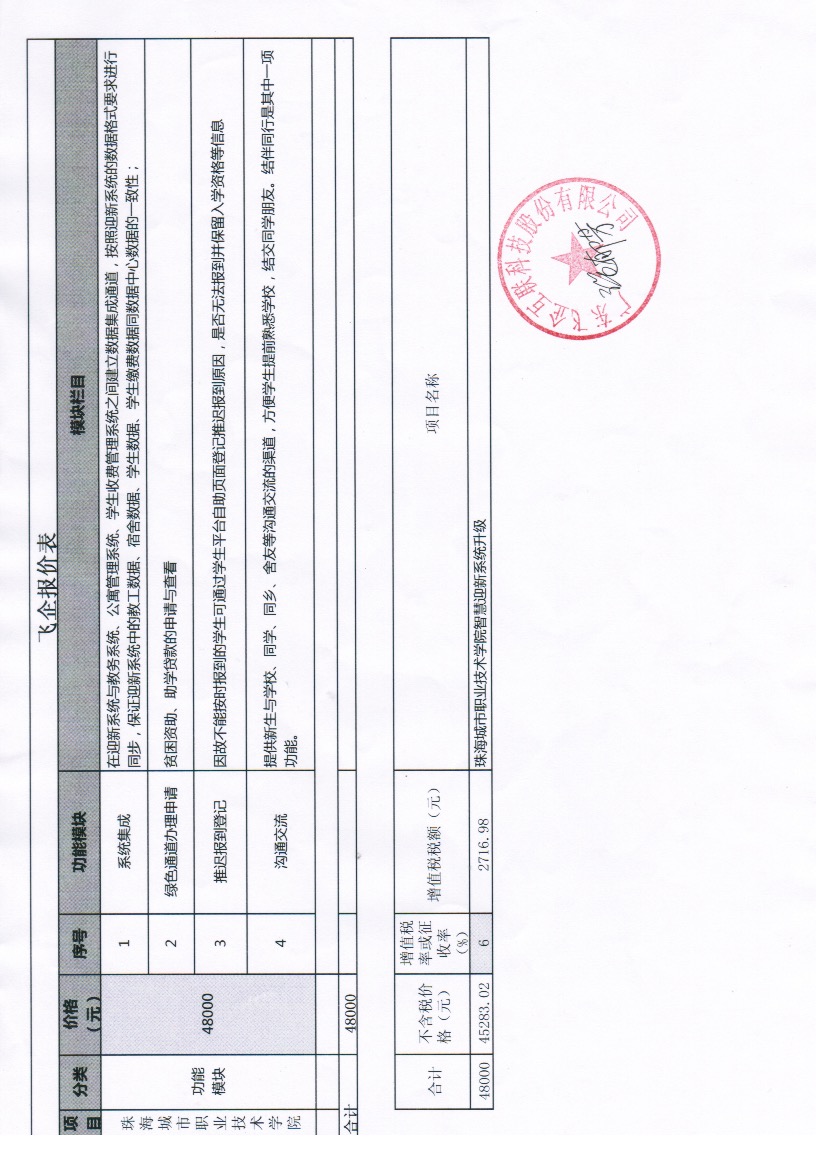 飞企报价表
项目
分类
价格（元）
序号
功能模块
模块栏目
珠海城市职业技术学院
功能模块
48000
1
系统集成
在迎新系统与教务系统、公寓管理系统、学生收费管理系统之间建立数据集成通道，按照迎新系统的数据格式要求进行
同步，保证迎新系统中的教工数据、宿舍数据、学生数据、学生缴费数据同数据中心数据的一致性；
2
绿色通道办理申请
贫困资助、助学贷款的申请与查看
3
推迟报到登记
因故不能按时报到的学生可通过学生平台自助页面登记推迟报到原因，是否无法报到并保留入学资格等信息
4
沟通交流
提供新生与学校、同学、同乡、舍友等沟通交流的渠道，方便学生提前熟悉学校，结交同学朋友。结伴同行是其中一项
功能。
合计
48000
合计
不含税价
格（元）
增值税
率或征
收率
（%）
增值税税额（元）
项目名称
48000
45283.02
6
2716.98
珠海城市职业技术学院智慧迎新系统升级
广东飞企互联科技股份有限公司